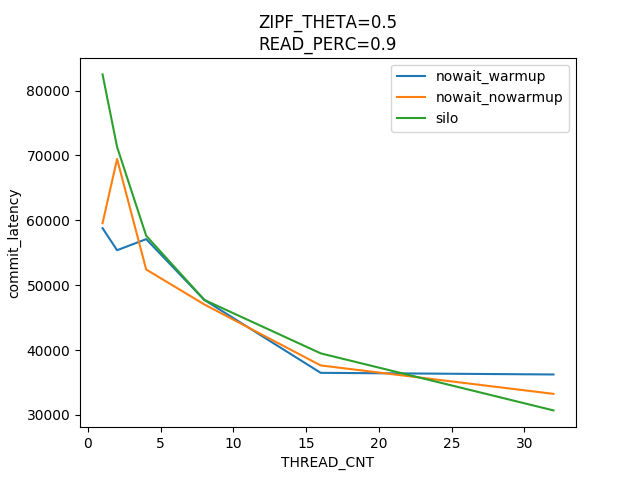 ZIPF_THETA=0.5
READ_PERC=0.9
nowait_warmup
nowait_nowarmup
silo
commit_latency
80000
70000
60000
50000
40000
30000
0 5 10 15 20 25 30
THREAD_CNT